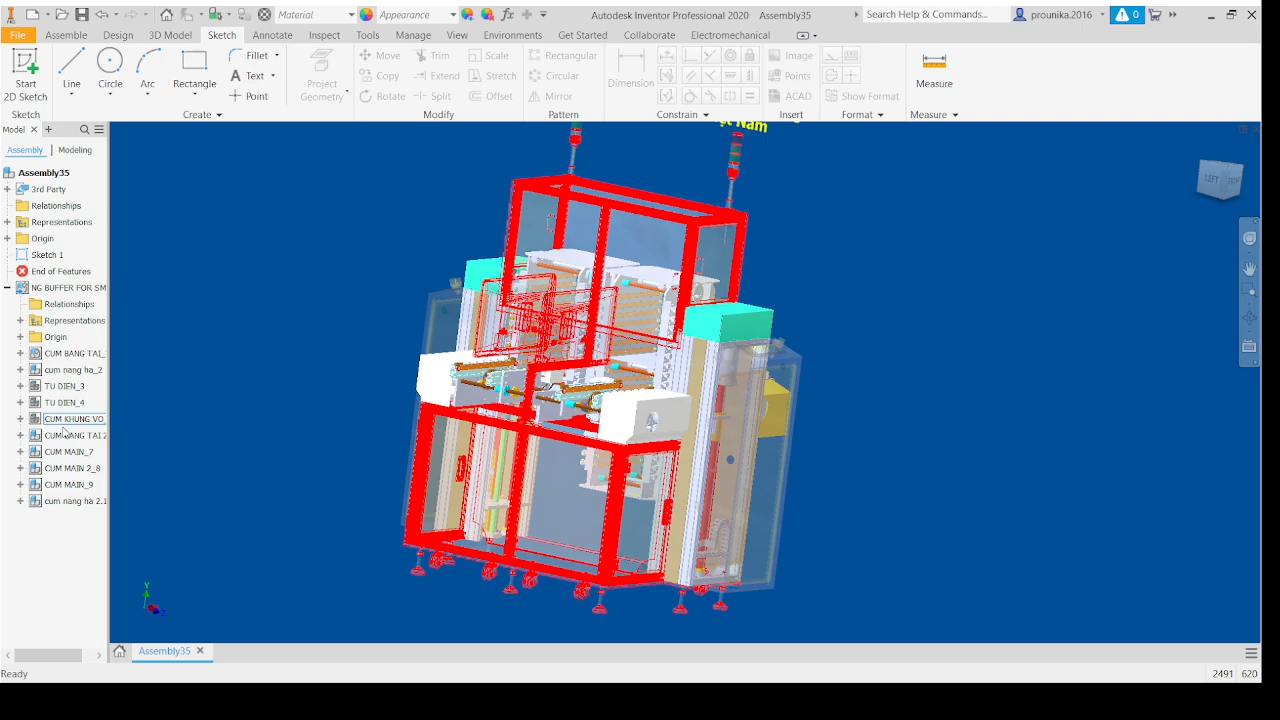 Material
Appearance
Autodesk Inventor Professional 2020 Assembly35
Search Help & Commands...
prounika.2016
0
File
Assemble
Design
3D Model
Sketch
Annotate
Inspect
Tools
Manage
View
Environments
Get Started
Collaborate
Electromechanical
Start
2D Sketch
Line
Circle
Arc
Rectangle
Fillet
Text
Point
Project
Geometry
Move
Copy
Rotate
Trim
Extend
Split
Scale
Stretch
Offset
Rectangular
Circular
Mirror
Dimension
Image
Points
ACAD
Show Format
Measure
Sketch
Create
Modify
Pattern
Constrain
Insert
Format
Measure
Model
Assembly
Modeling
Assembly35
3rd Party
Relationships
Representations
Origin
Sketch 1
End of Features
NG BUFFER FOR SM
Relationships
Representations
Origin
CUM BANG TAI_
cum nang ha_2
TU DIEN_3
TU DIEN_4
CUM KHUNG VO_
CUM BANG TAI 2
CUM MAIN_7
CUM MAIN 2_8
CUM MAIN_9
cum nang ha 2.1
Nam
LEFT
TOP
Y
Z
Assembly35
Ready
2491 620